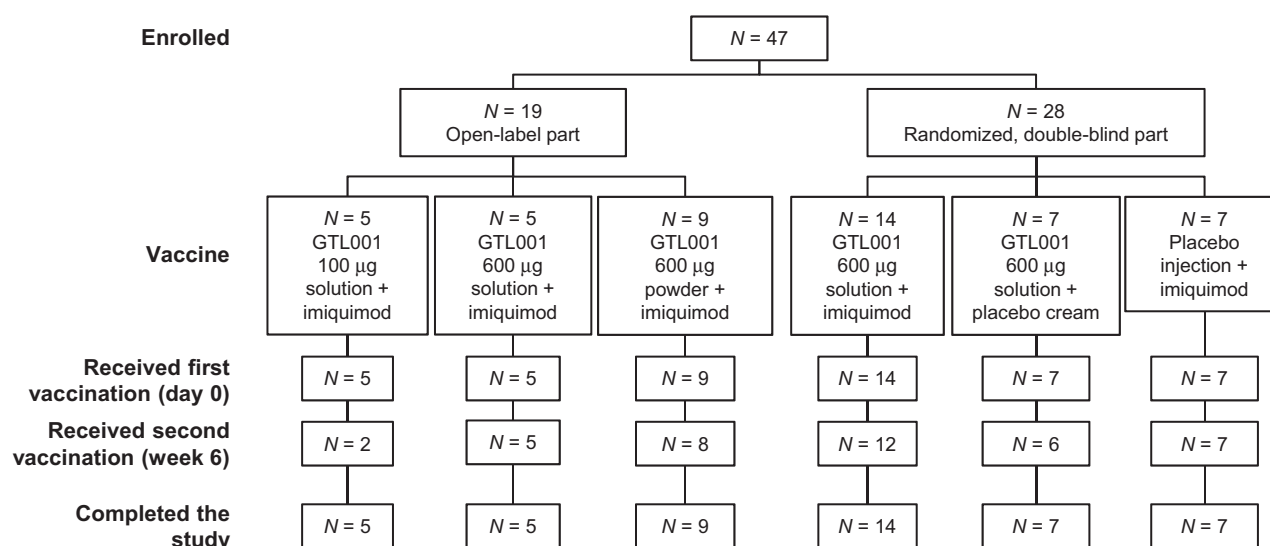 Enrolled
N = 47
N = 19
Open-label part
N = 28
Randomized, double-blind part
Vaccine
N = 5
GTL001
100 μg
solution +
imiquimod
N = 5
GTL001
600 μg
solution +
imiquimod
N = 9
GTL001
600 μg
powder +
imiquimod
N = 14
GTL001
600 μg
solution +
imiquimod
N = 7
GTL001
600 μg
solution +
placebo cream
N = 7
Placebo
injection +
imiquimod
Received first
vaccination (day 0)
N = 5
N = 5
N = 9
N = 14
N = 7
N = 7
Received second
vaccination (week 6)
N = 2
N = 5
N = 8
N = 12
N = 6
N = 7
Completed the
study
N = 5
N = 5
N = 9
N = 14
N = 7
N = 7